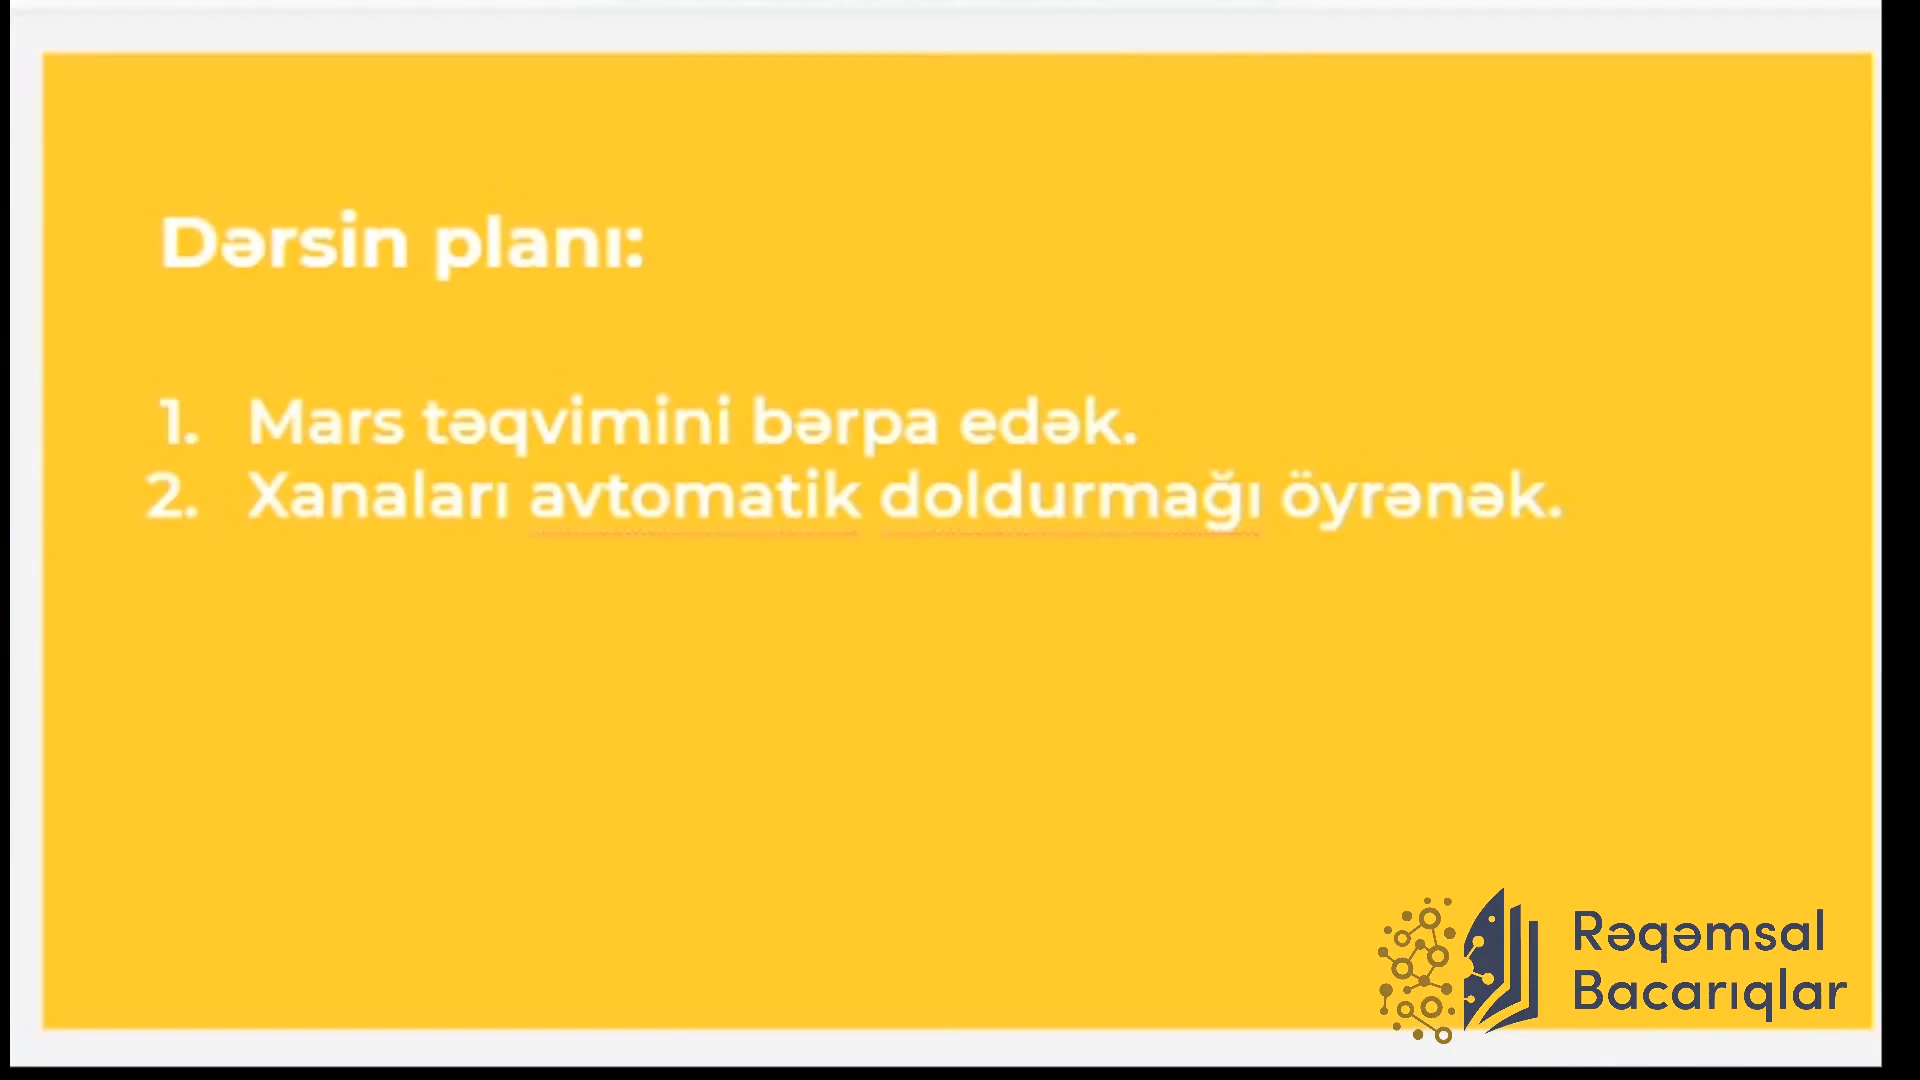 Dərsin planı:
1. Mars təqvimini bərpa edək.
2. Xanaları avtomatik doldurmağı öyrənək.
Rəqəmsal
Bacarıqlar